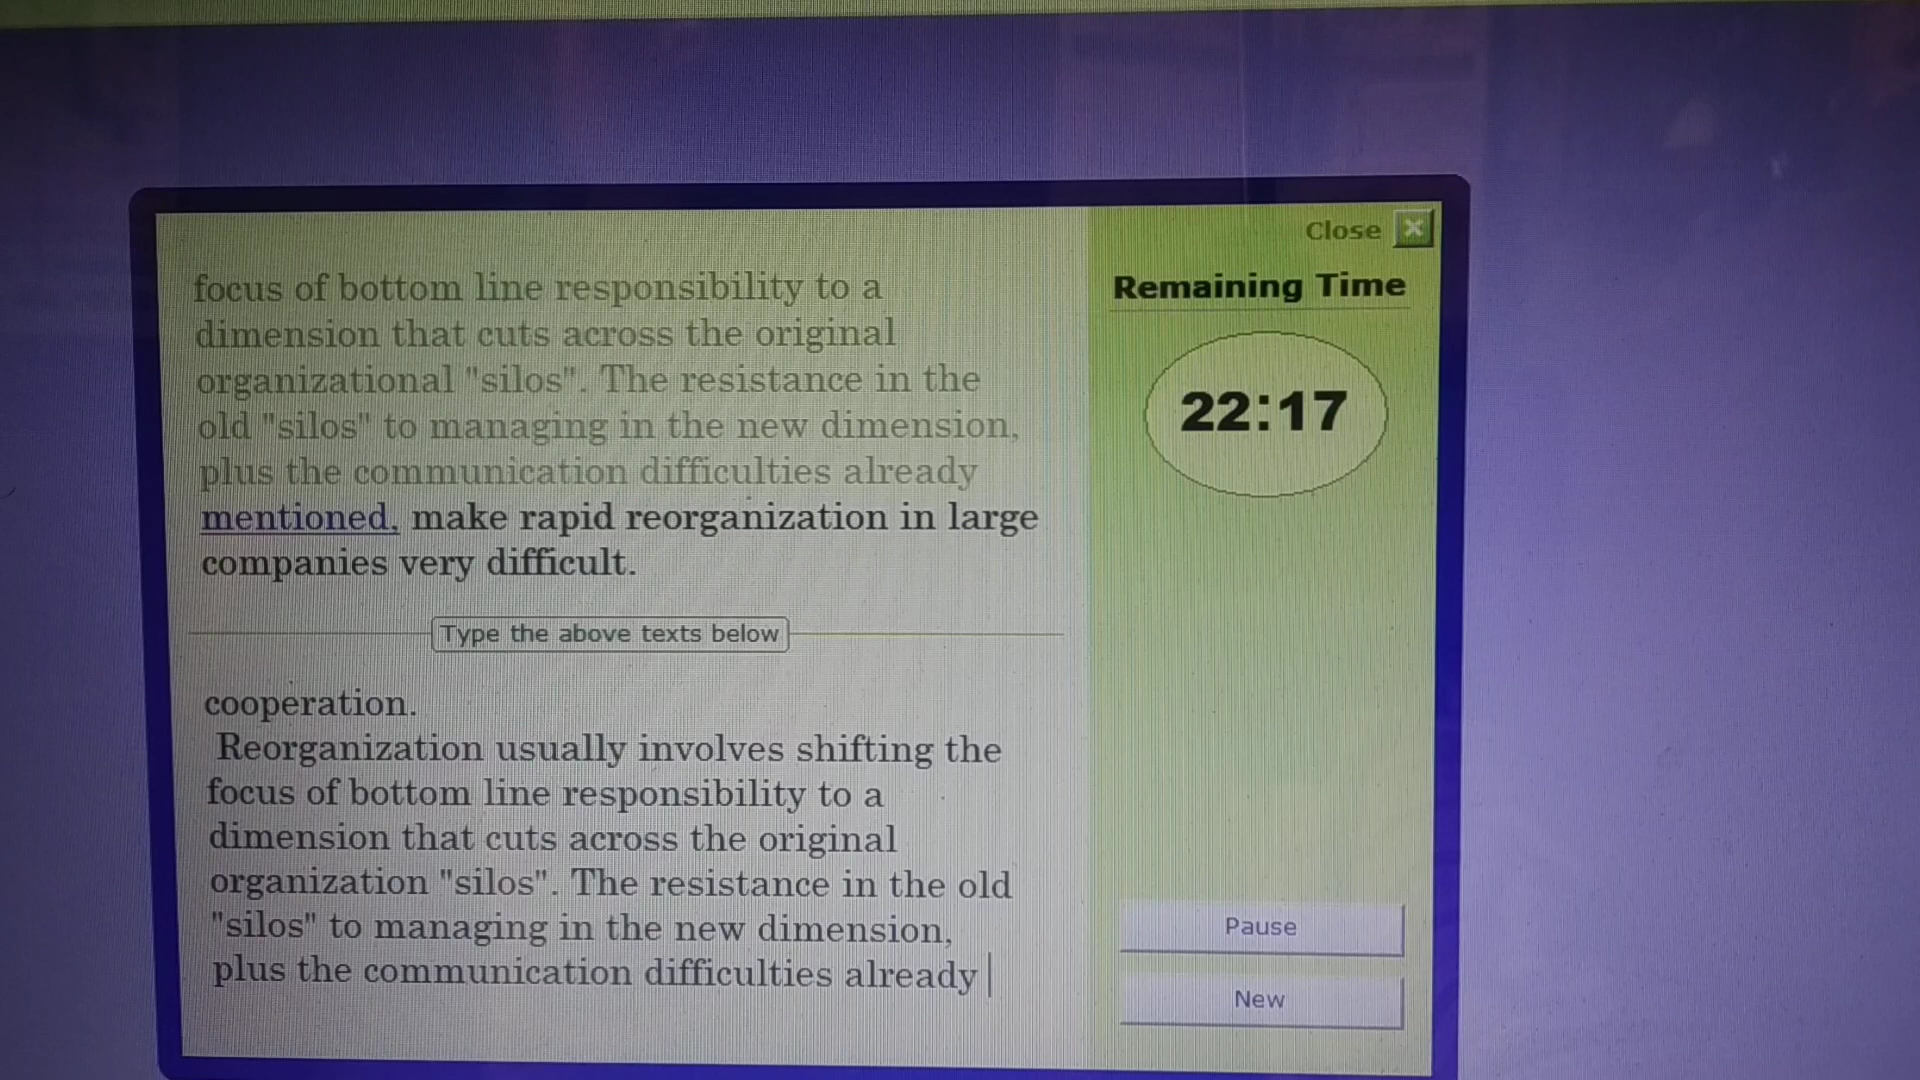 Close
Remaining Time
22:17
focus of bottom line responsibility to a
dimension that cuts across the original
organizational "silos". The resistance in the
old "silos" to managing in the new dimension,
plus the communication difficulties already
mentioned, make rapid reorganization in large
companies very difficult.
Type the above texts below
cooperation.
Reorganization usually involves shifting the
focus of bottom line responsibility to a
dimension that cuts across the original
organization "silos". The resistance in the old
"silos" to managing in the new dimension,
plus the communication difficulties already
Pause
New